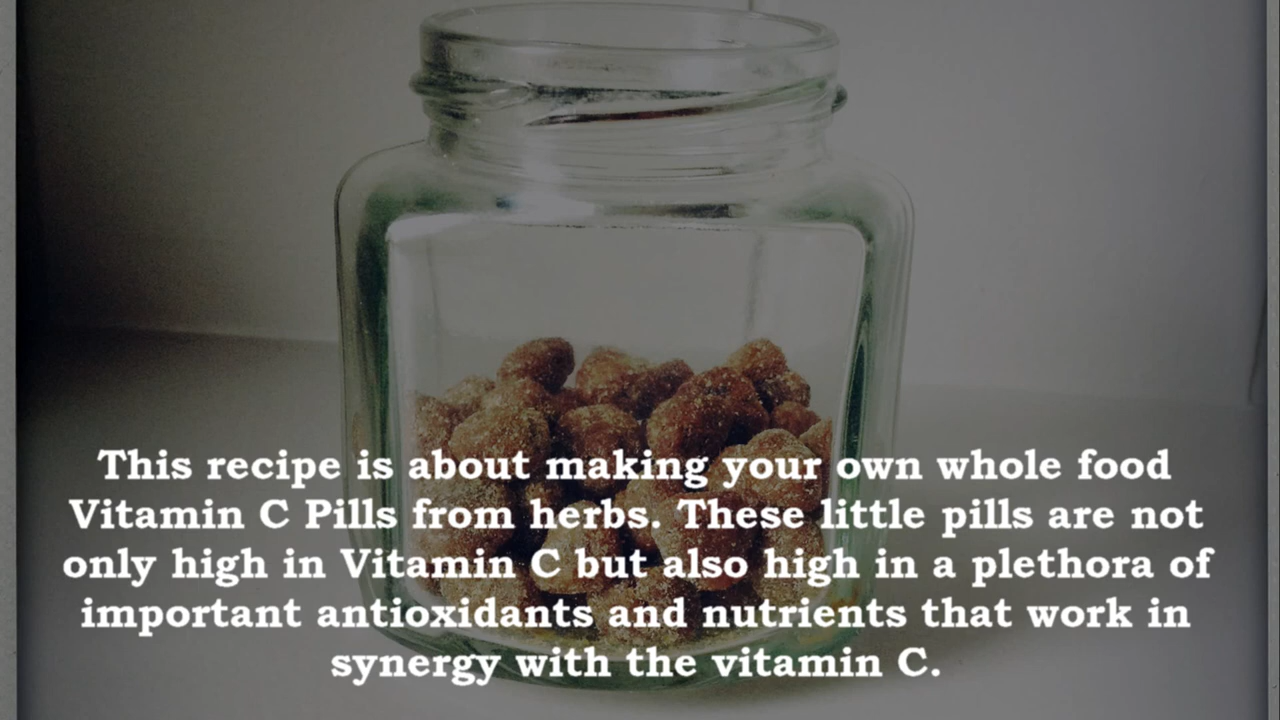 This recipe is about making your own whole food
Vitamin C Pills from herbs. These little pills are not
only high in Vitamin C but also high in a plethora of
important antioxidants and nutrients that work in
synergy with the vitamin C.